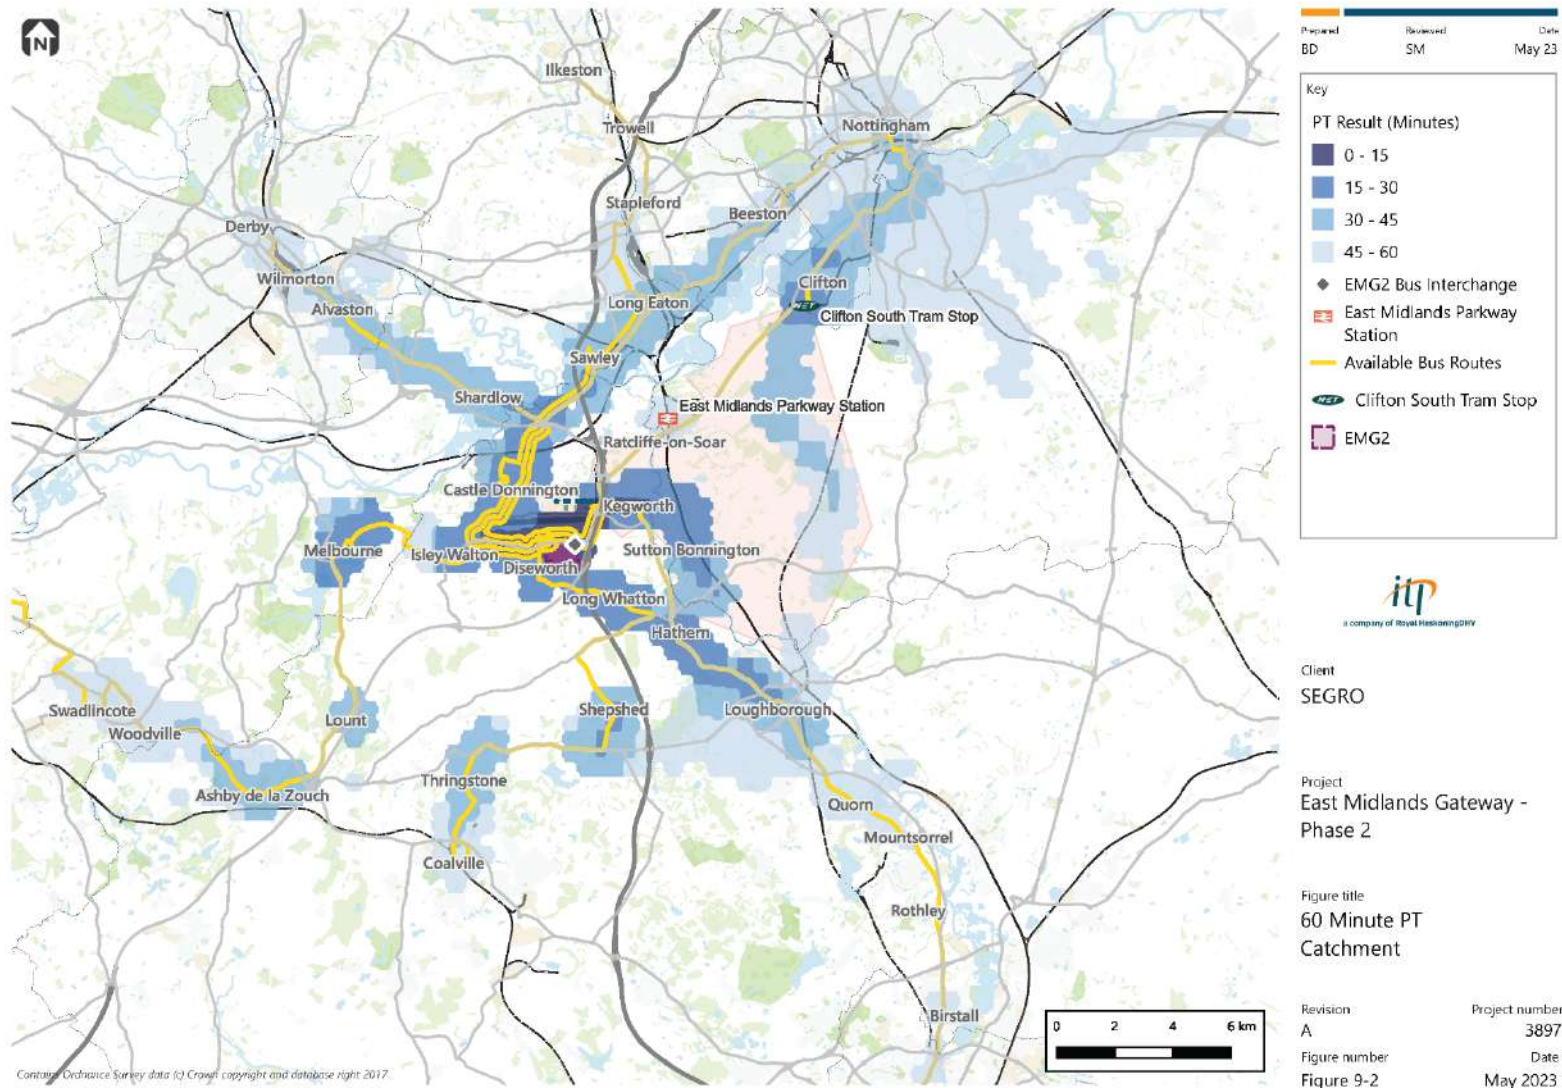 N
Ilkeston
Trowell
Nottingham
Stapleford
Beeston
Derby
Wilmorton
Alvaston
Long Eaton
Clifton
NET
Clifton South Tram Stop
Sawley
Shardlow
East Midlands Parkway Station
Ratcliffe-on-Soar
Castle Donnington
Kegworth
Melbourne
Isley Walton
Sutton Bonnington
Diseworth
Long Whatton
Hathern
Swadlincote
Woodville
Lount
Shepshed
Loughborough
Thringstone
Ashby de la Zouch
Quorn
Mountsorrel
Coalville
Rothley
Birstall
0 2 4 6 km
Contains Ordnance Survey data (c) Crown copyright and database right 2017
Prepared Reviewed Date
BD SM May 23
Key
PT Result (Minutes)
0 - 15
15 - 30
30 - 45
45 - 60
EMG2 Bus Interchange
East Midlands Parkway
Station
Available Bus Routes
NET Clifton South Tram Stop
EMG2
itp
a company of Royal HaskoningDHV
Client
SEGRO
Project
East Midlands Gateway -
Phase 2
Figure title
60 Minute PT
Catchment
Revision Project number
A 3897
Figure number Date
Figure 9-2 May 2023